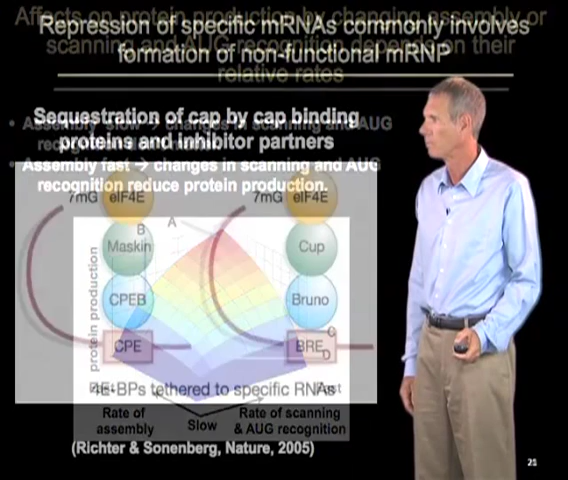 Affects on protein production by changing assembly or
scanning and AUG recognition depend on their
relative rates
Repression of specific mRNAs commonly involves
formation of non-functional mRNP
Sequestration of cap by cap binding
proteins and inhibitor partners
• Assembly slow → changes in scanning and AUG
• Assembly fast → changes in scanning and AUG
recognition reduce protein production.
7mG eIF4E 7mG eIF4E
B A
Maskin Cup
CPEB Bruno
C
CPE BRE
D
protein production
4E-BPs tethered to specific RNAs
Fast
Rate of assembly
Slow
Rate of scanning
& AUG recognition
(Richter & Sonenberg, Nature, 2005)
21